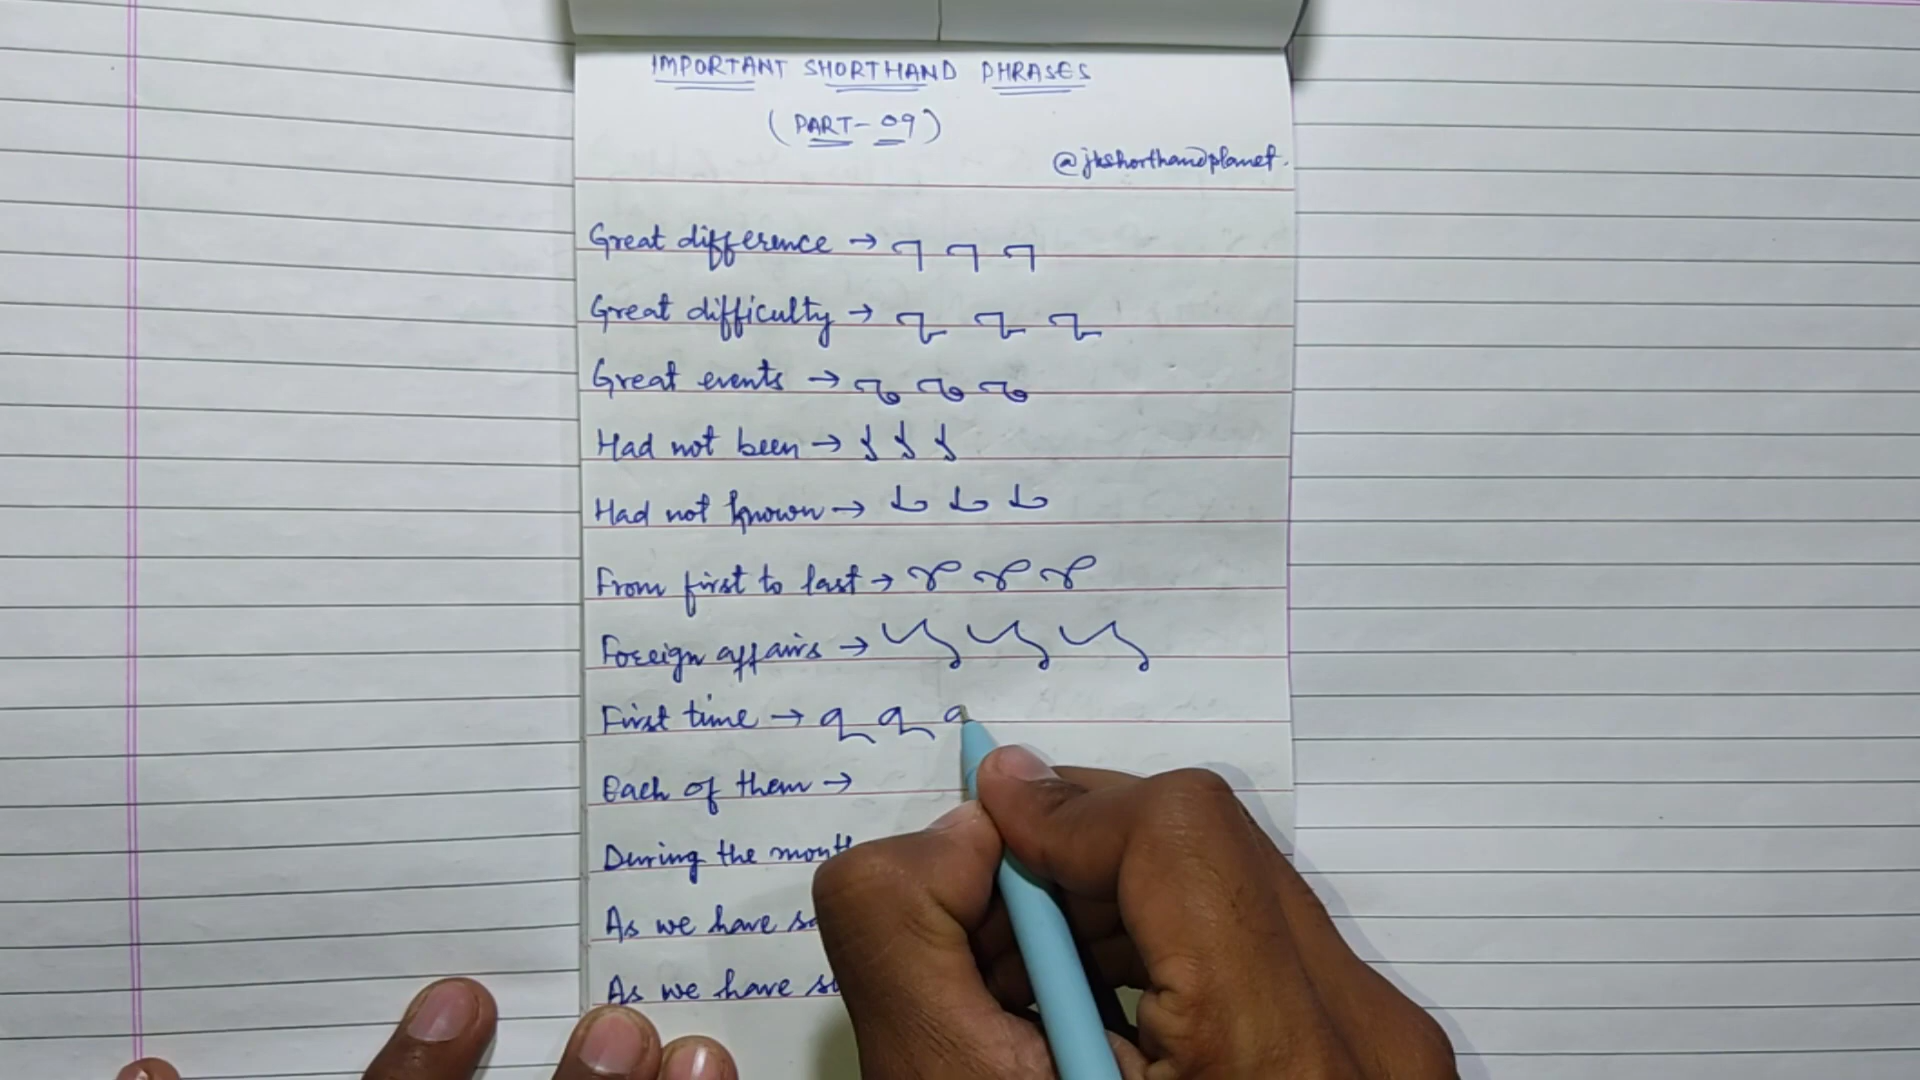 IMPORTANT SHORTHAND PHRASES
(PART-09)
@jkshorthandplanet.
Great difference →
Great difficulty →
Great events →
Had not been →
Had not known →
From first to last →
Foreign affairs →
First time →
Each of them →
During the month
As we have
As we have